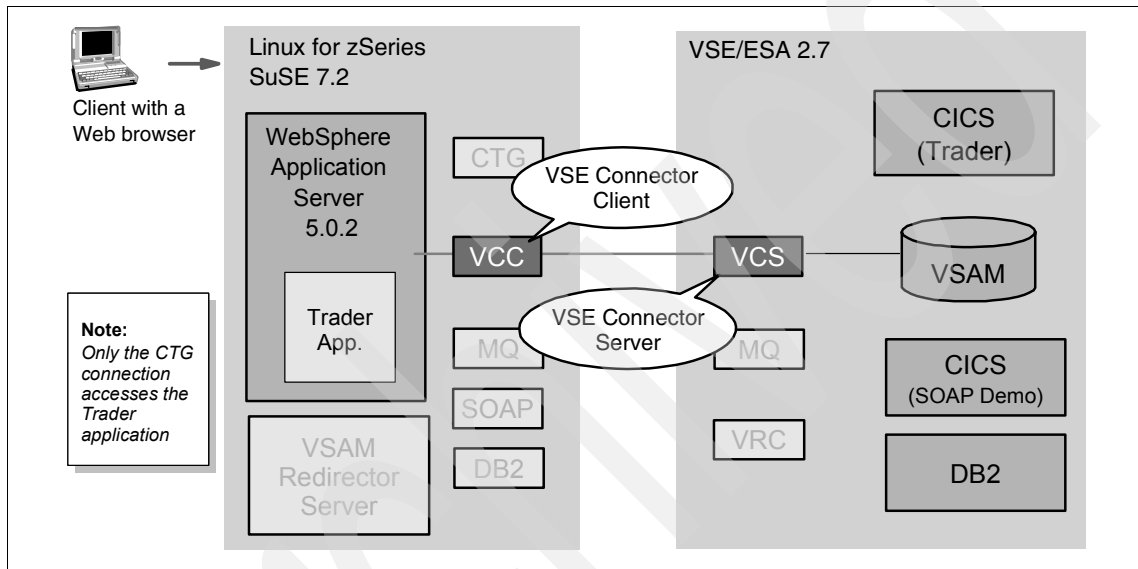 Client with a
Web browser
Linux for zSeries
SuSE 7.2
WebSphere
Application
Server
5.0.2
Trader
App.
VSAM
Redirector
Server
CTG
VSE Connector
Client
VCC
VSE Connector
Server
MQ
SOAP
DB2
Note:
Only the CTG
connection
accesses the
Trader
application
VSE/ESA 2.7
CICS
(Trader)
VCS
VSAM
MQ
VRC
CICS
(SOAP Demo)
DB2